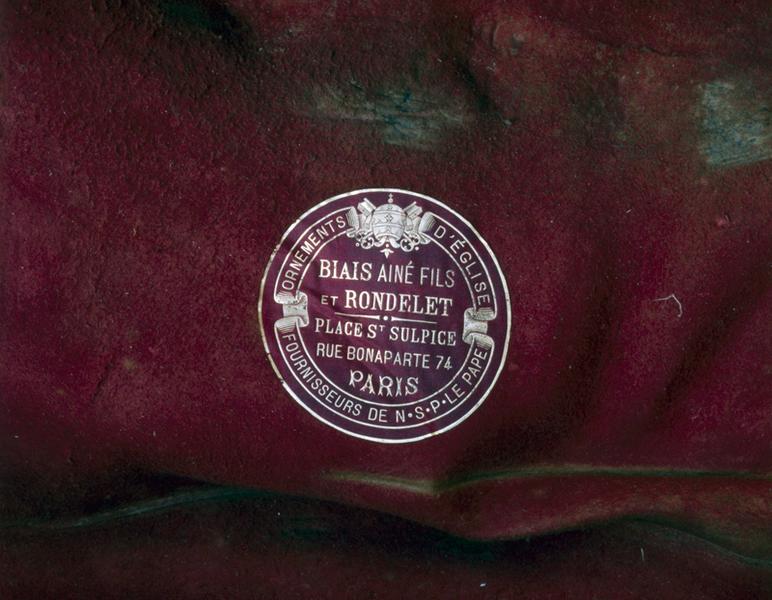 ORNEMENTS D'ÉGLISE
BIAIS AINÉ FILS
ET RONDELET
PLACE ST SULPICE
RUE BONAPARTE 74
PARIS
FOURNISSEURS DE N•S•P•LE PAPE